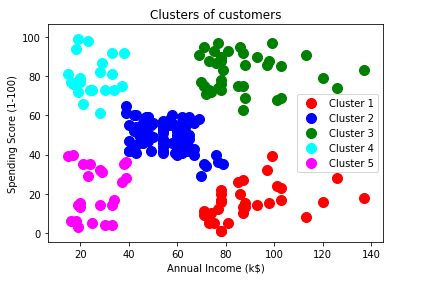 Clusters of customers
Spending Score (1-100)
100
80
60
40
20
0
Cluster 1
Cluster 2
Cluster 3
Cluster 4
Cluster 5
20
40
60
80
100
120
140
Annual Income (k$)